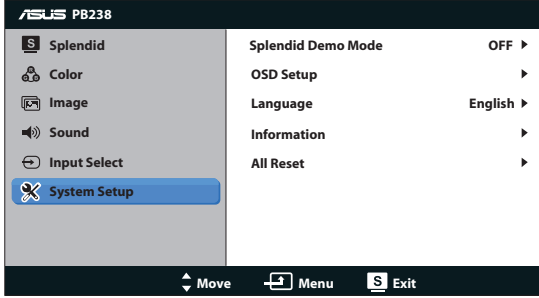 ASUS PB238
S Splendid
Color
Image
Sound
Input Select
System Setup
Splendid Demo Mode OFF
OSD Setup
Language English
Information
All Reset
Move Menu S Exit